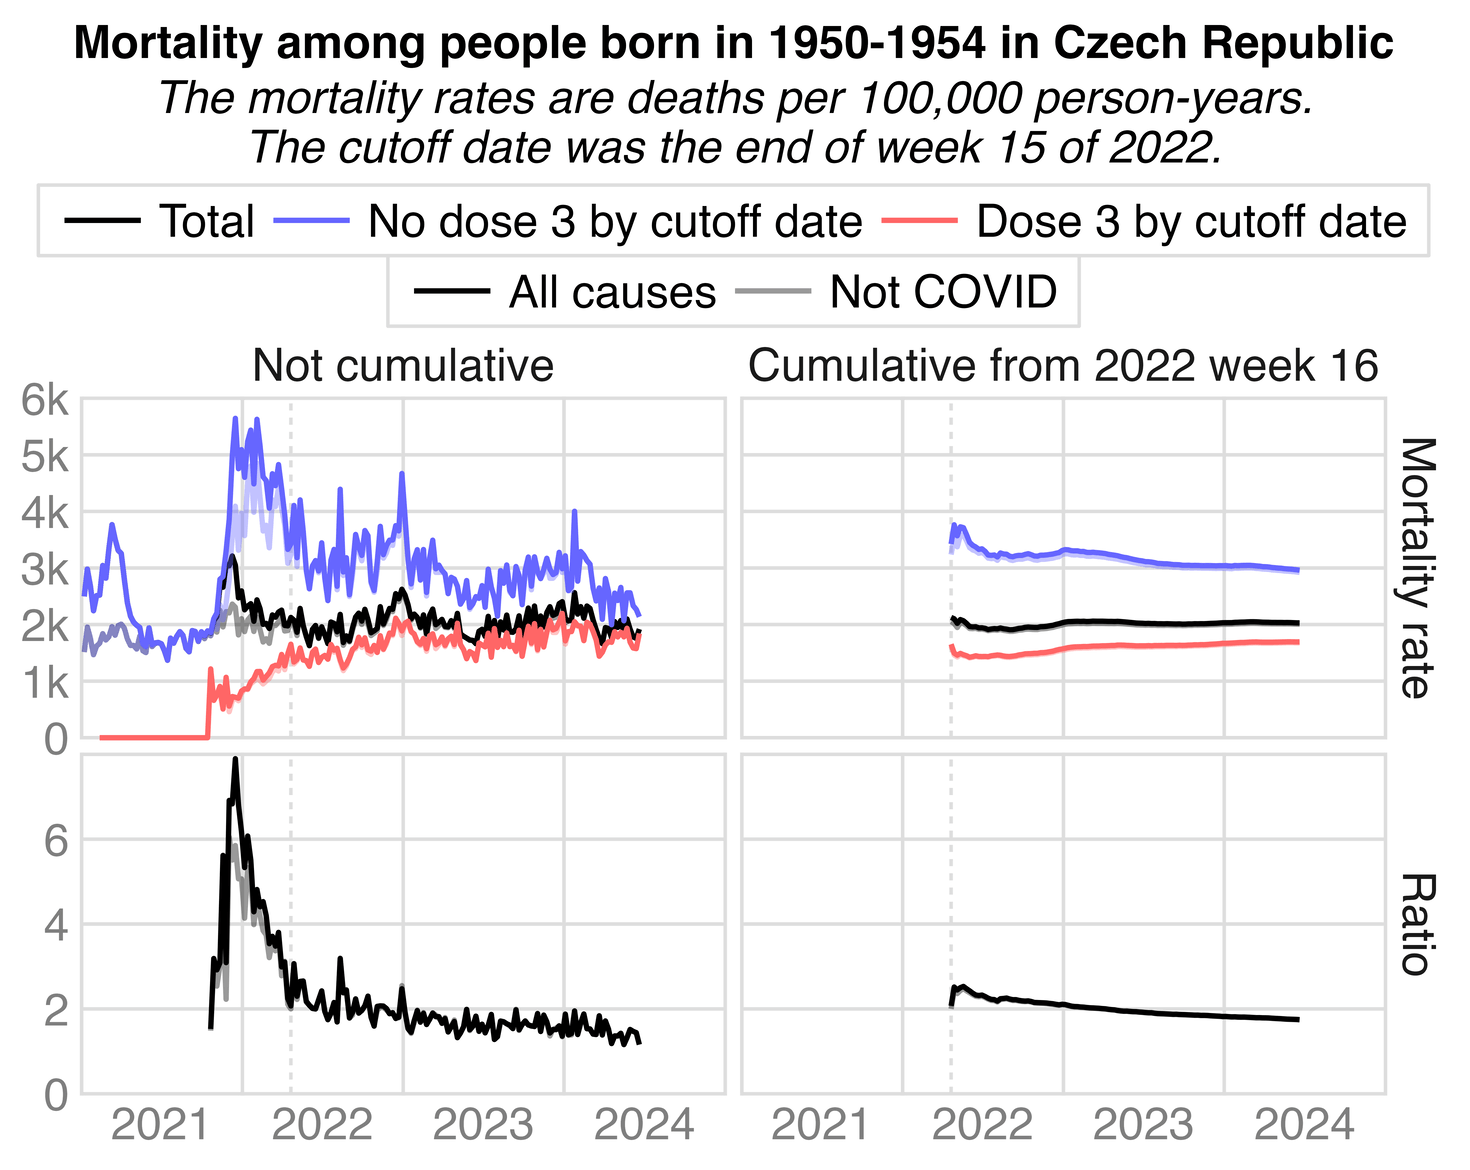 Mortality among people born in 1950-1954 in Czech Republic
The mortality rates are deaths per 100,000 person-years.
The cutoff date was the end of week 15 of 2022.
Total No dose 3 by cutoff date Dose 3 by cutoff date
All causes Not COVID
Not cumulative Cumulative from 2022 week 16
6k
5k
4k
3k
2k
1k
0
Mortality rate
6
4
2
0
Ratio
2021 2022 2023 2024 2021 2022 2023 2024